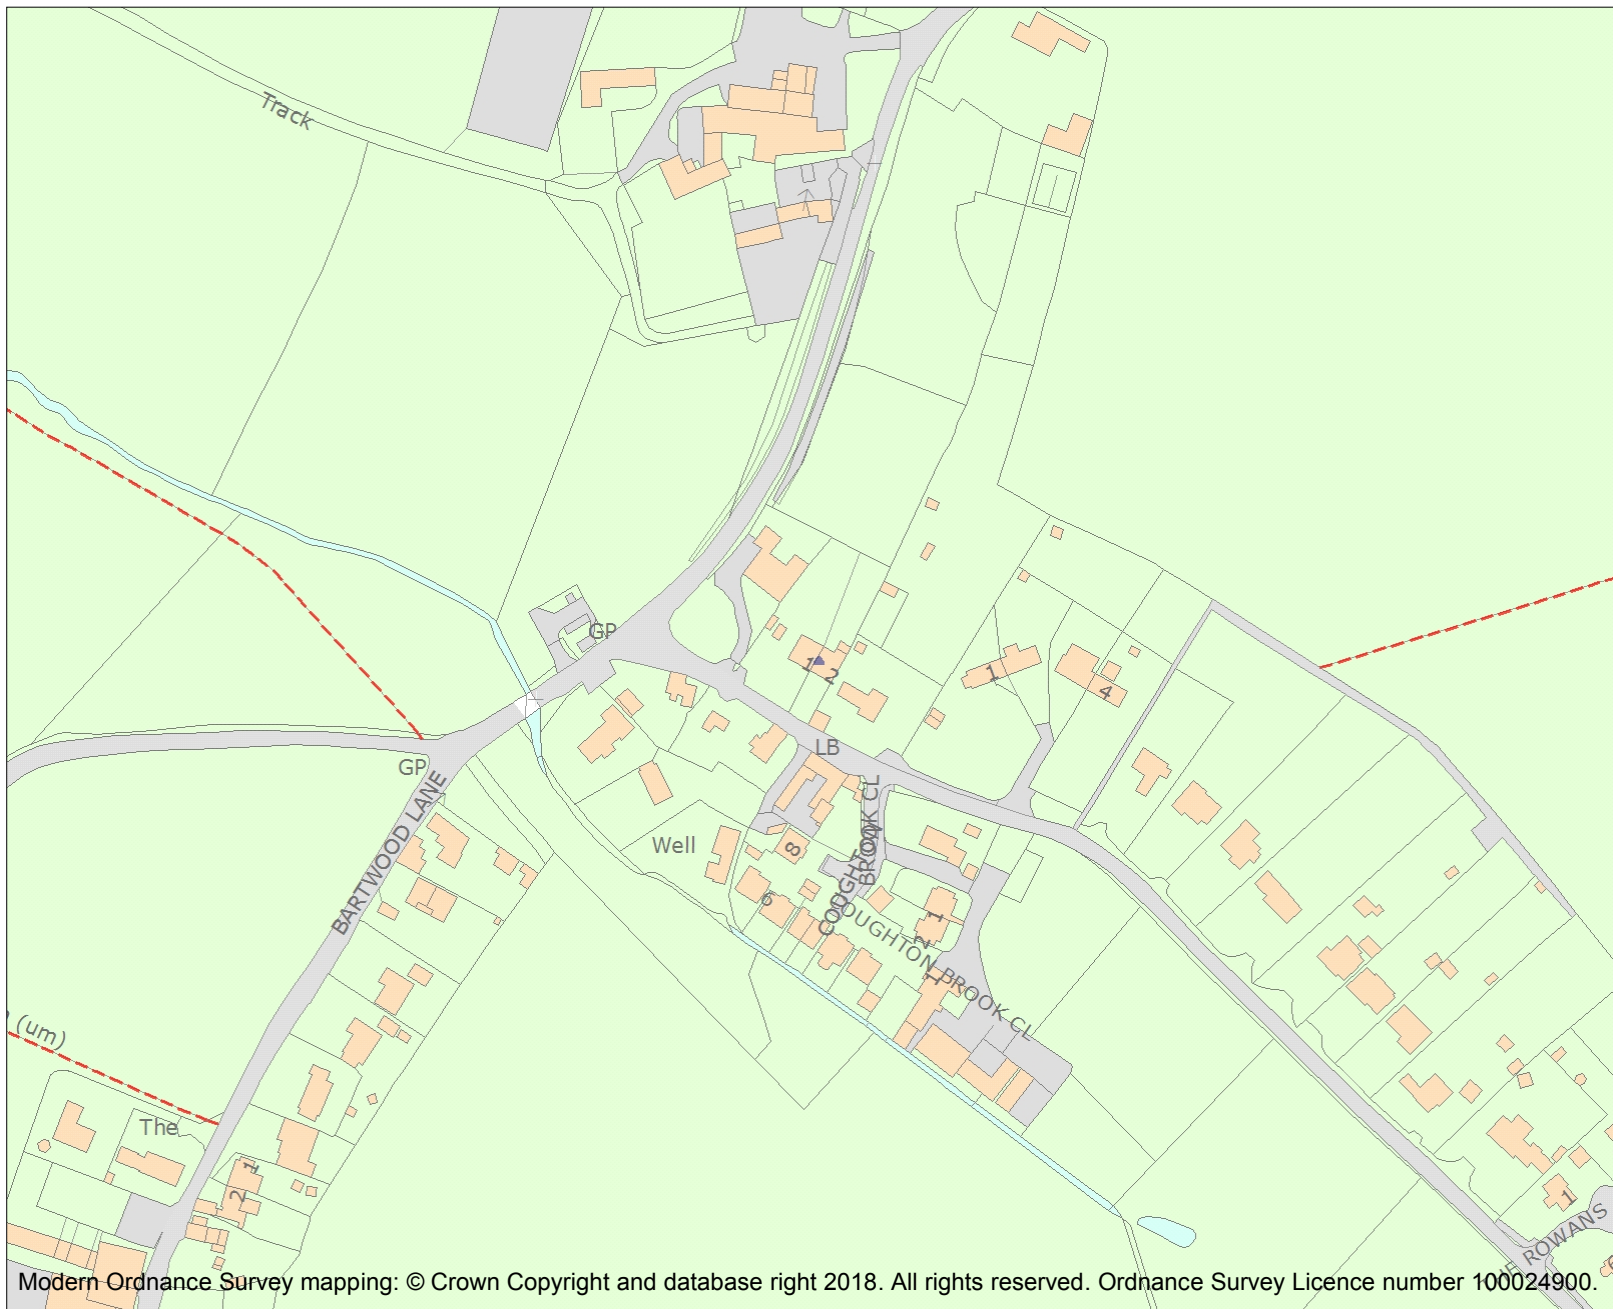 Track
GP
1 2
1
4
LB
GP
BARTWOOD LANE
COUGHTON
BROOK CL
Well
8
6
1
2
COUGHTON BROOK CL
1
(um)
The
1
2
1
THE ROWANS
Modern Ordnance Survey mapping: © Crown Copyright and database right 2018. All rights reserved. Ordnance Survey Licence number 100024900.